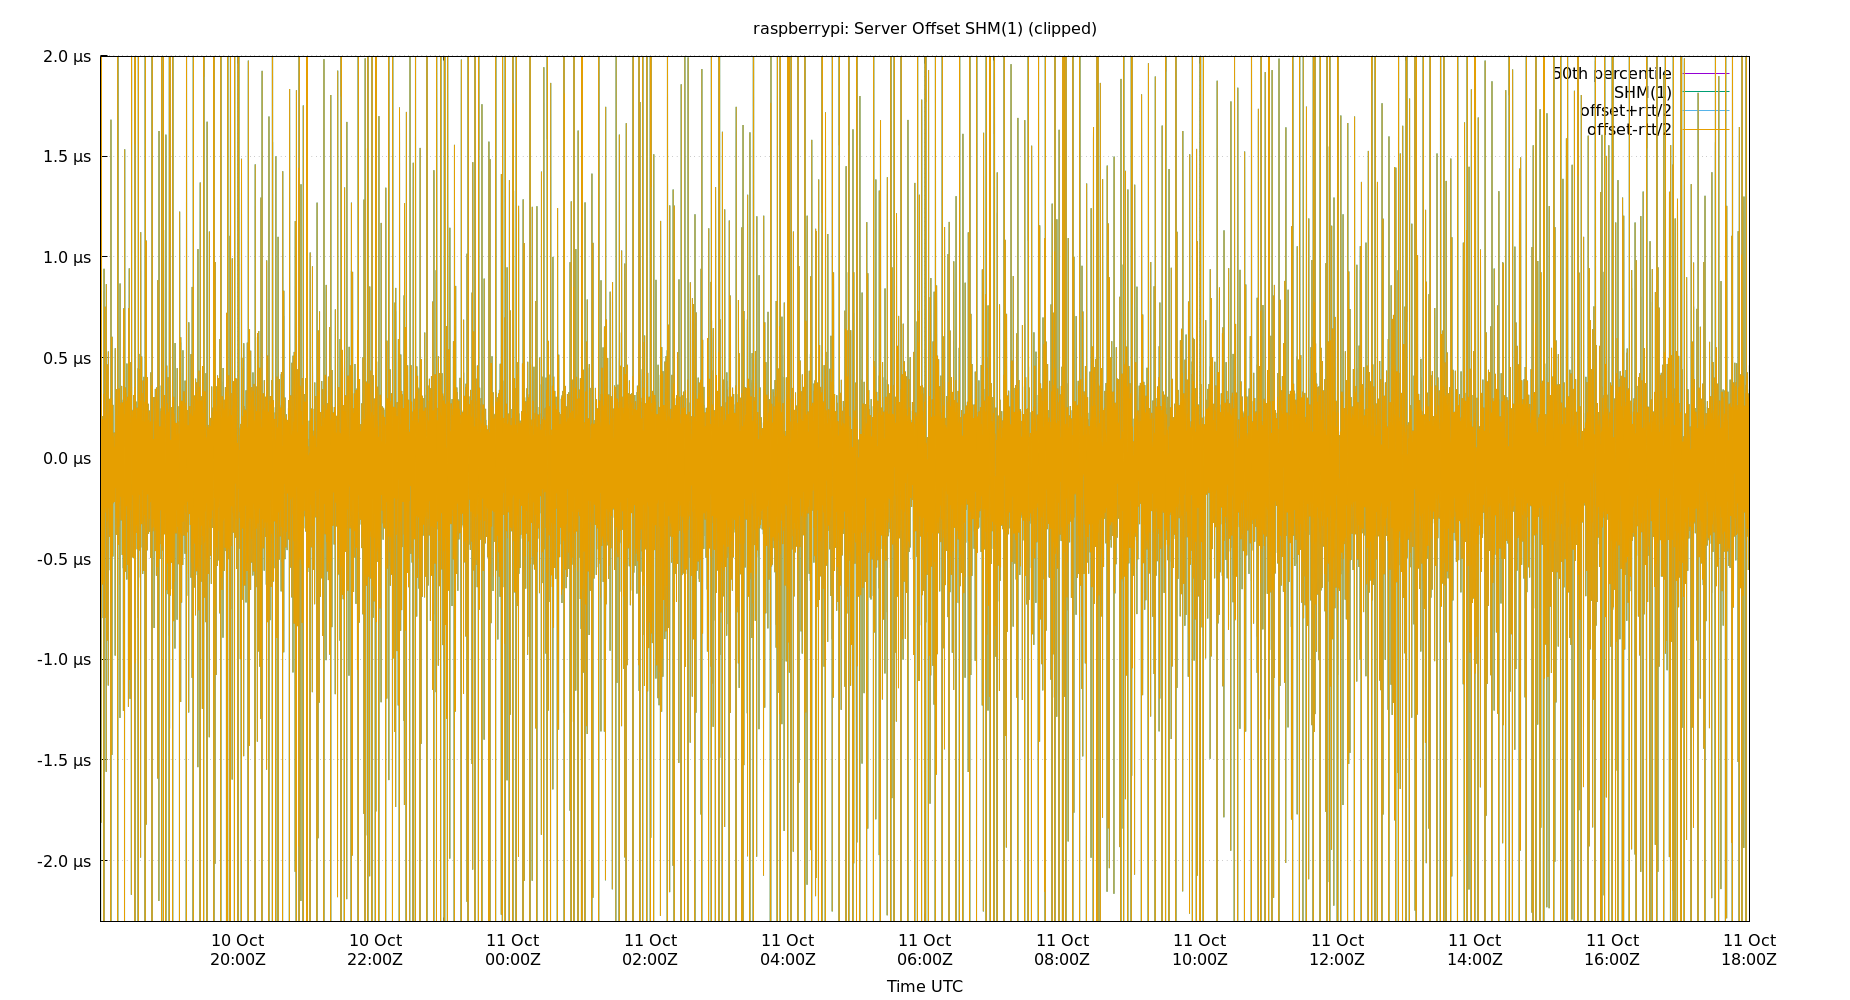 raspberrypi: Server Offset SHM(1) (clipped)
2.0 µs
50th percentile
SHM(1)
offset+rtt/2
offset-rtt/2
1.5 µs
1.0 µs
0.5 µs
0.0 µs
-0.5 µs
-1.0 µs
-1.5 µs
-2.0 µs
10 Oct 10 Oct 11 Oct 11 Oct 11 Oct 11 Oct 11 Oct 11 Oct 11 Oct 11 Oct 11 Oct 11 Oct
20:00Z 22:00Z 00:00Z 02:00Z 04:00Z 06:00Z 08:00Z 10:00Z 12:00Z 14:00Z 16:00Z 18:00Z
Time UTC